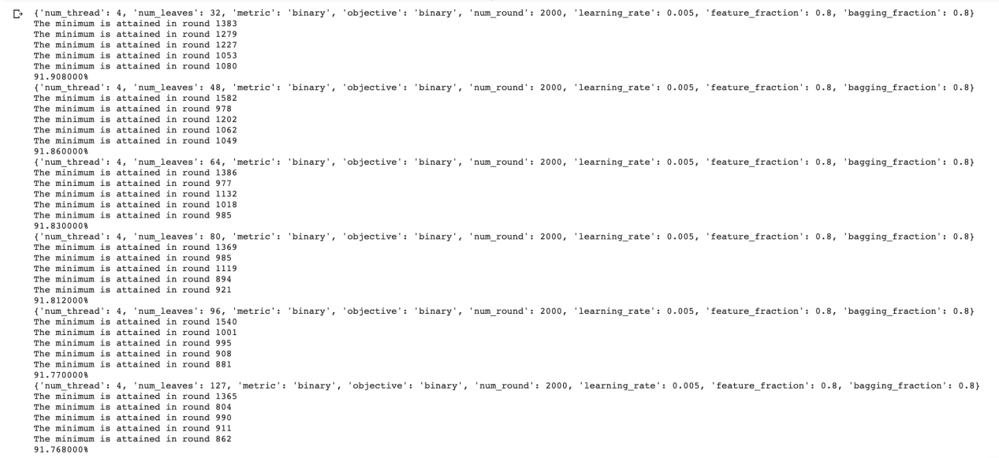 {'num_thread': 4, 'num_leaves': 32, 'metric': 'binary', 'objective': 'binary', 'num_round': 2000, 'learning_rate': 0.005, 'feature_fraction': 0.8, 'bagging_fraction': 0.8}
The minimum is attained in round 1383
The minimum is attained in round 1279
The minimum is attained in round 1227
The minimum is attained in round 1053
The minimum is attained in round 1080
91.908000%
{'num_thread': 4, 'num_leaves': 48, 'metric': 'binary', 'objective': 'binary', 'num_round': 2000, 'learning_rate': 0.005, 'feature_fraction': 0.8, 'bagging_fraction': 0.8}
The minimum is attained in round 1582
The minimum is attained in round 978
The minimum is attained in round 1202
The minimum is attained in round 1062
The minimum is attained in round 1049
91.860000%
{'num_thread': 4, 'num_leaves': 64, 'metric': 'binary', 'objective': 'binary', 'num_round': 2000, 'learning_rate': 0.005, 'feature_fraction': 0.8, 'bagging_fraction': 0.8}
The minimum is attained in round 1386
The minimum is attained in round 977
The minimum is attained in round 1132
The minimum is attained in round 1018
The minimum is attained in round 985
91.830000%
{'num_thread': 4, 'num_leaves': 80, 'metric': 'binary', 'objective': 'binary', 'num_round': 2000, 'learning_rate': 0.005, 'feature_fraction': 0.8, 'bagging_fraction': 0.8}
The minimum is attained in round 1369
The minimum is attained in round 985
The minimum is attained in round 1119
The minimum is attained in round 894
The minimum is attained in round 921
91.812000%
{'num_thread': 4, 'num_leaves': 96, 'metric': 'binary', 'objective': 'binary', 'num_round': 2000, 'learning_rate': 0.005, 'feature_fraction': 0.8, 'bagging_fraction': 0.8}
The minimum is attained in round 1540
The minimum is attained in round 1001
The minimum is attained in round 995
The minimum is attained in round 908
The minimum is attained in round 881
91.770000%
{'num_thread': 4, 'num_leaves': 127, 'metric': 'binary', 'objective': 'binary', 'num_round': 2000, 'learning_rate': 0.005, 'feature_fraction': 0.8, 'bagging_fraction': 0.8}
The minimum is attained in round 1365
The minimum is attained in round 804
The minimum is attained in round 990
The minimum is attained in round 911
The minimum is attained in round 862
91.768000%